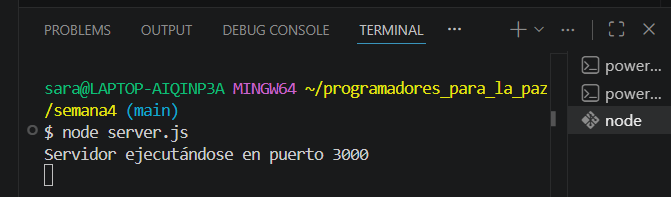 PROBLEMS OUTPUT DEBUG CONSOLE TERMINAL ···
sara@LAPTOP-AIQINP3A MINGW64 ~/programadores_para_la_paz
/semana4 (main)
$ node server.js
Servidor ejecutándose en puerto 3000
power...
power...
node